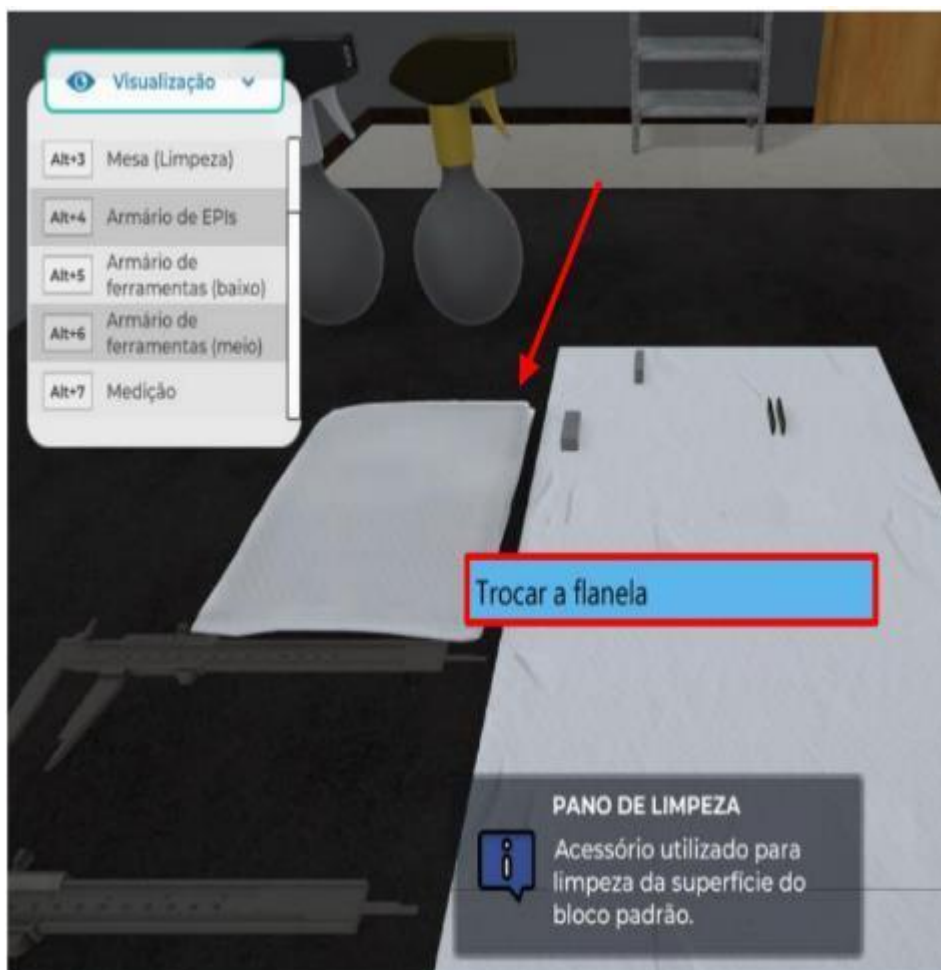 Visualização
Alt+3 Mesa (Limpeza)
Alt+4 Armário de EPIs
Alt+5 Armário de
ferramentas (baixo)
Alt+6 Armário de
ferramentas (meio)
Alt+7 Medição
Trocar a flanela
PANO DE LIMPEZA
i
Acessório utilizado para
limpeza da superfície do
bloco padrão.